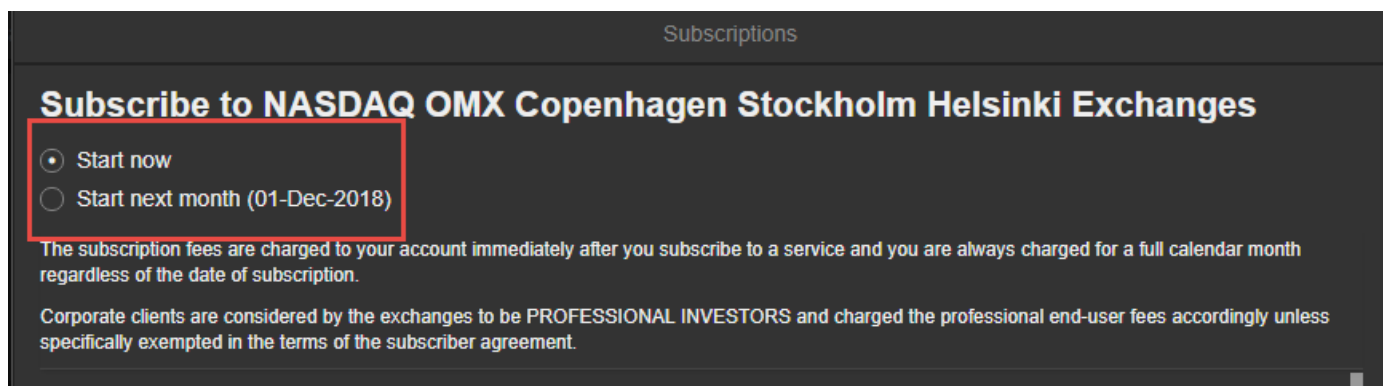 Subscriptions
Subscribe to NASDAQ OMX Copenhagen Stockholm Helsinki Exchanges
Start now
Start next month (01-Dec-2018)
The subscription fees are charged to your account immediately after you subscribe to a service and you are always charged for a full calendar month
regardless of the date of subscription.
Corporate clients are considered by the exchanges to be PROFESSIONAL INVESTORS and charged the professional end-user fees accordingly unless
specifically exempted in the terms of the subscriber agreement.